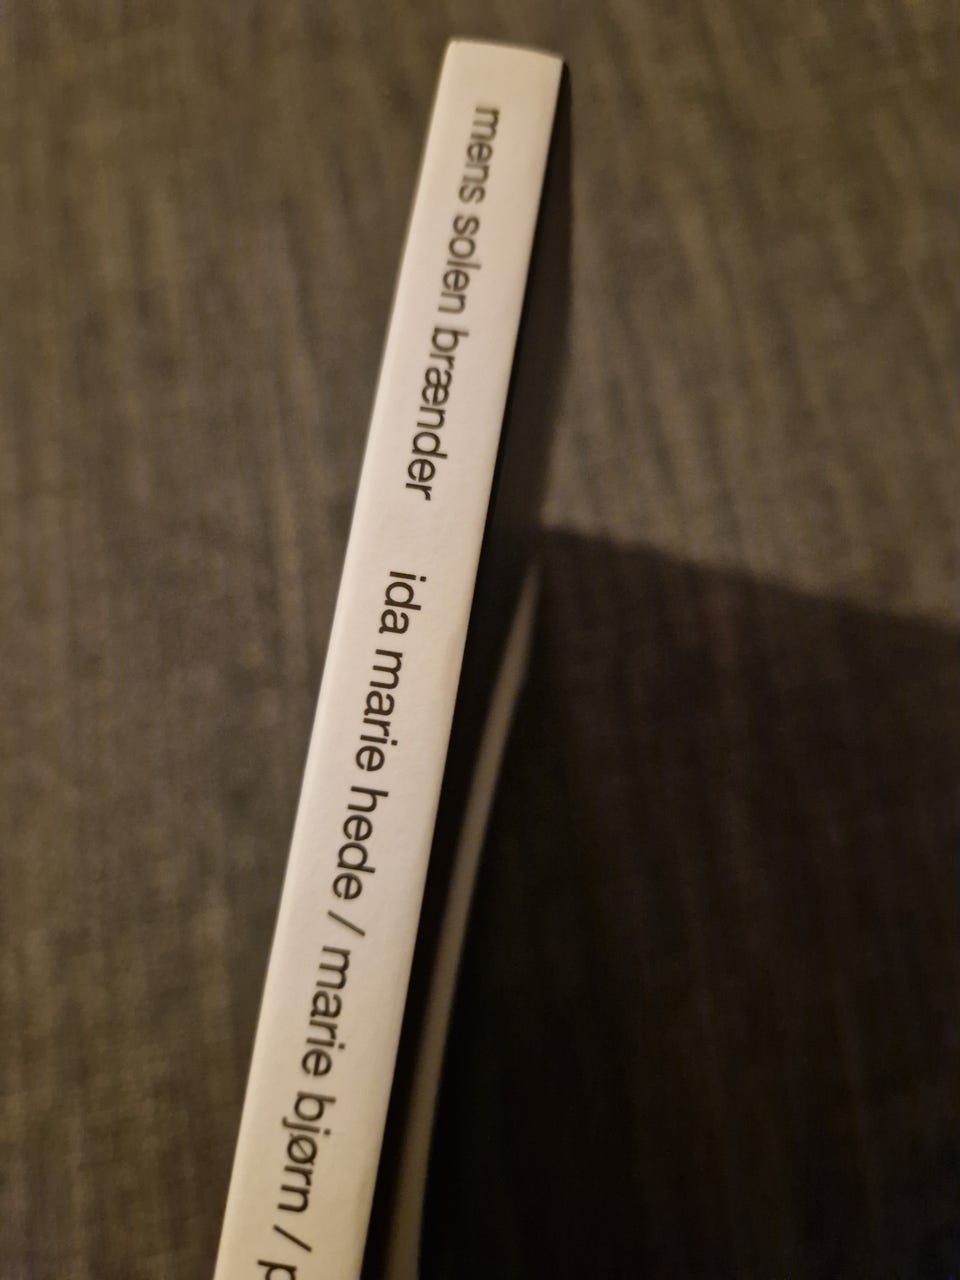 mens solen brænder ida marie hede / marie bjørn / p